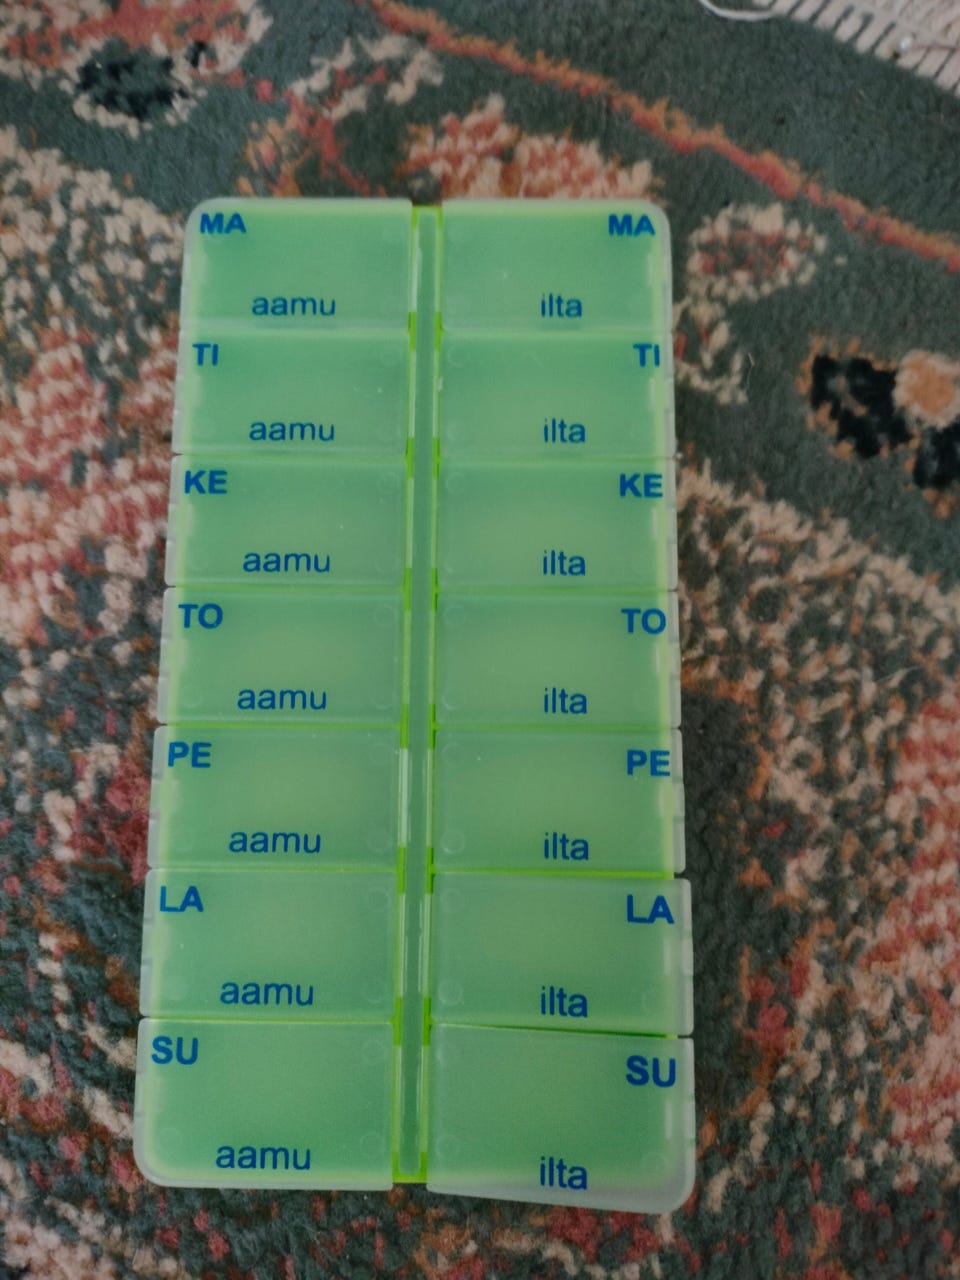 MA MA
aamu ilta
TI TI
aamu ilta
KE KE
aamu ilta
TO TO
aamu ilta
PE PE
aamu ilta
LA LA
aamu ilta
SU SU
aamu ilta